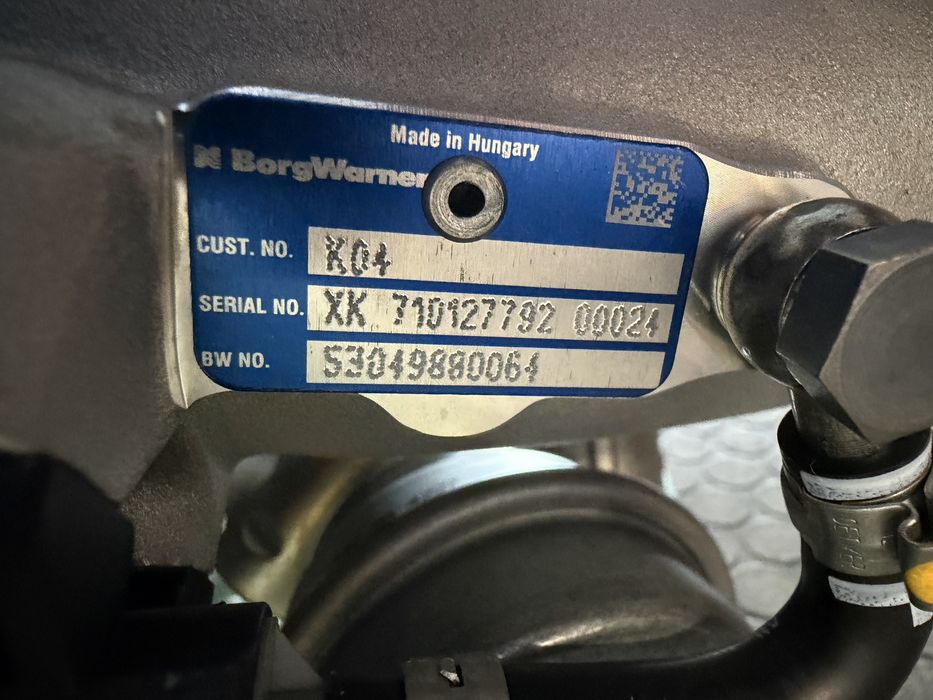 Made in Hungary
BorgWarner
CUST. NO. K04
SERIAL NO. XK 710127792 00024
BW NO. 53049880064